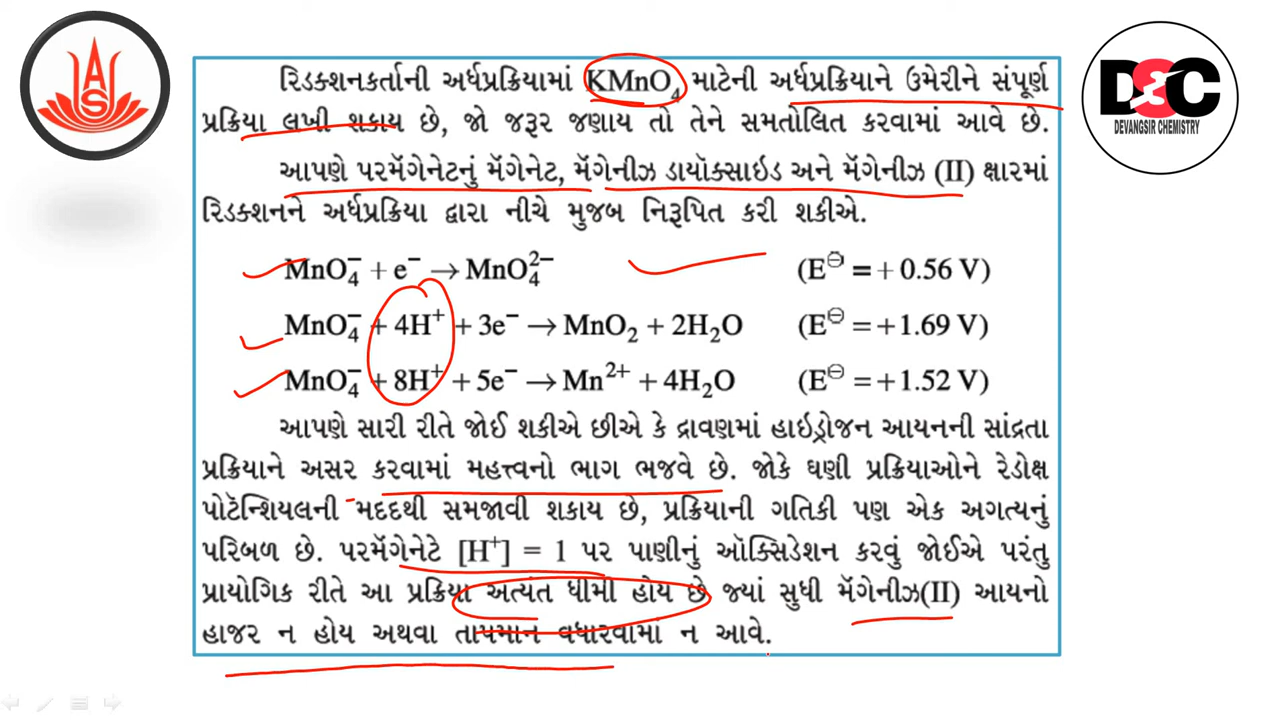 રિડક્શનકર્તાની અર્ધપ્રક્રિયામાં KMnO₄ માટેની અર્ધપ્રક્રિયાને ઉમેરીને સંપૂર્ણ
પ્રક્રિયા લખી શકાય છે, જો જરૂર જણાય તો તેને સમતોલિત કરવામાં આવે છે.
આપણે પરમૅંગેનેટનું મૅંગેનેટ, મૅંગેનીઝ ડાયૉક્સાઇડ અને મૅંગેનીઝ (II) ક્ષારમાં
રિડક્શનને અર્ધપ્રક્રિયા દ્વારા નીચે મુજબ નિરૂપિત કરી શકીએ.
MnO₄⁻ + e⁻ → MnO₄²⁻ (E⊖ = + 0.56 V)
MnO₄⁻ + 4H⁺ + 3e⁻ → MnO₂ + 2H₂O (E⊖ = +1.69 V)
MnO₄⁻ + 8H⁺ + 5e⁻ → Mn²⁺ + 4H₂O (E⊖ = +1.52 V)
આપણે સારી રીતે જોઈ શકીએ છીએ કે દ્રાવણમાં હાઇડ્રોજન આયનની સાંદ્રતા
પ્રક્રિયાને અસર કરવામાં મહત્ત્વનો ભાગ ભજવે છે. જોકે ઘણી પ્રક્રિયાઓને રેડોક્ષ
પોટૅન્શિયલની મદદથી સમજાવી શકાય છે, પ્રક્રિયાની ગતિકી પણ એક અગત્યનું
પરિબળ છે. પરમૅંગેનેટે [H⁺] = 1 પર પાણીનું ઑક્સિડેશન કરવું જોઈએ પરંતુ
પ્રાયોગિક રીતે આ પ્રક્રિયા અત્યંત ધીમી હોય છે જ્યાં સુધી મૅંગેનીઝ(II) આયનો
હાજર ન હોય અથવા તાપમાન વધારવામાં ન આવે.
AS
DSC
DEVANGSIR CHEMISTRY